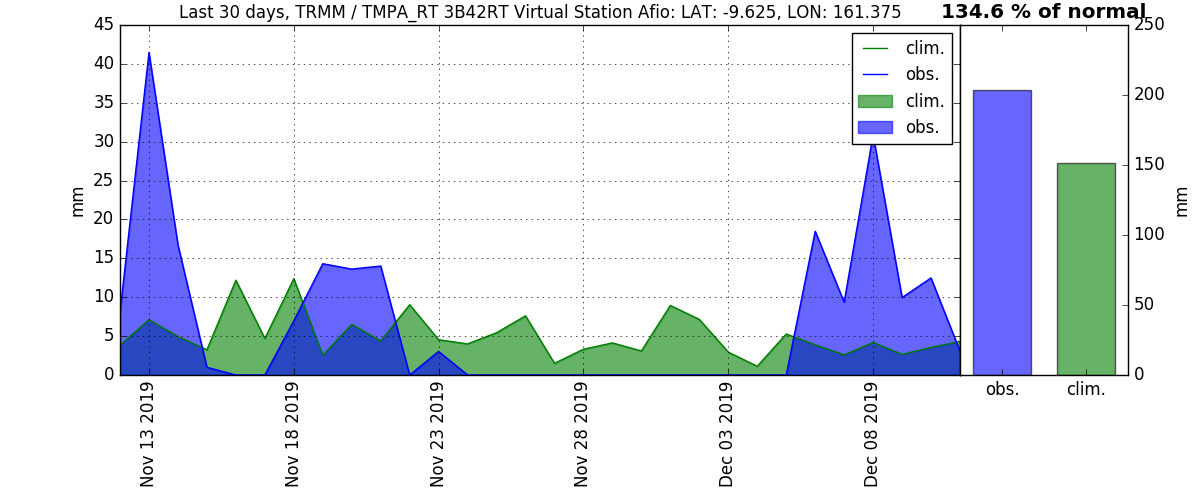 Last 30 days, TRMM / TMPA_RT 3B42RT Virtual Station Afio: LAT: -9.625, LON: 161.375
134.6 % of normal
45
40
35
30
25
20
15
10
5
0
mm
clim.
obs.
clim.
obs.
250
200
150
100
50
0
mm
Nov 13 2019
Nov 18 2019
Nov 23 2019
Nov 28 2019
Dec 03 2019
Dec 08 2019
obs.
clim.